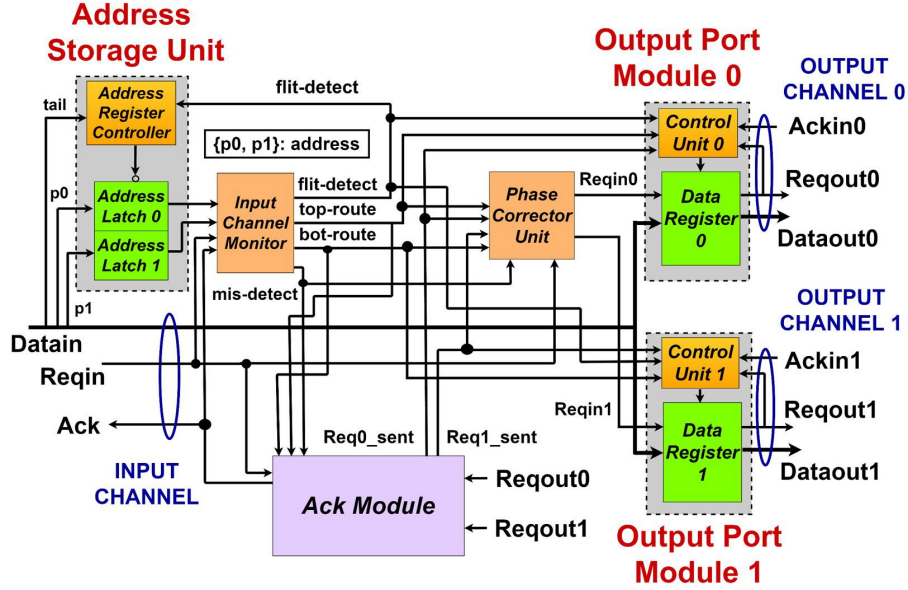 Address
Storage Unit
Output Port
Module 0
OUTPUT
CHANNEL 0
tail
Address
Register
Controller
flit-detect
{p0, p1}: address
Control
Unit 0
Ackin0
p0
Address
Latch 0
Address
Latch 1
p1
Input
Channel
Monitor
flit-detect
top-route
bot-route
mis-detect
Phase
Corrector
Unit
Reqin0
Data
Register
0
Reqout0
Dataout0
OUTPUT
CHANNEL 1
Datain
Reqin
Ack
INPUT
CHANNEL
Control
Unit 1
Ackin1
Reqin1
Data
Register
1
Reqout1
Dataout1
Req0_sent
Req1_sent
Ack Module
Reqout0
Reqout1
Output Port
Module 1